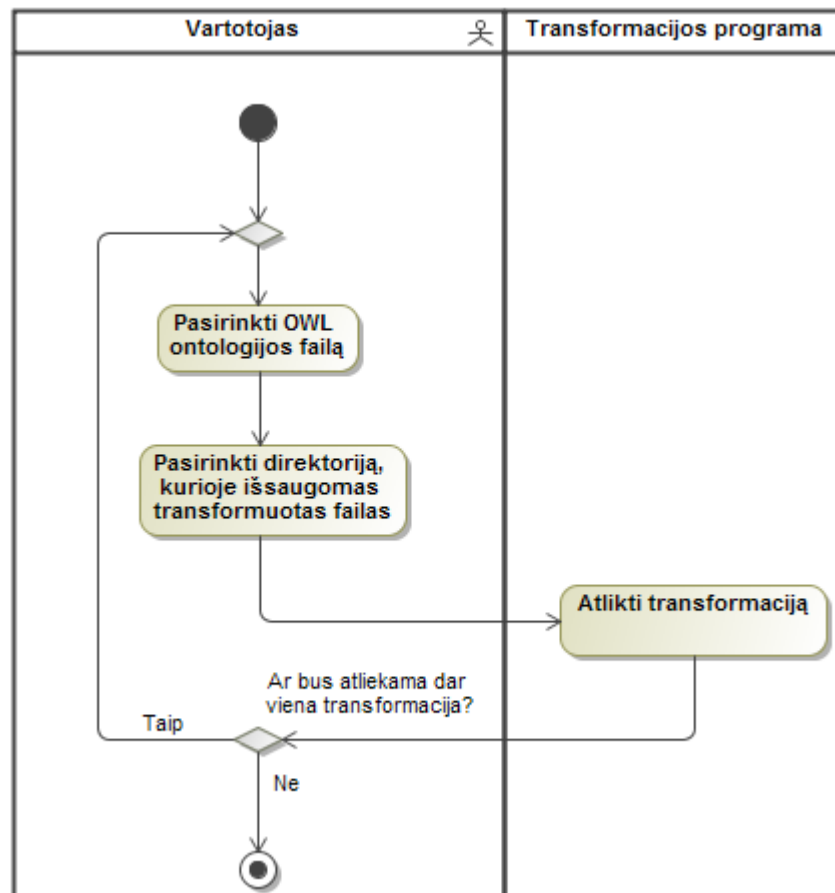 Vartotojas
Transformacijos programa
Pasirinkti OWL
ontologijos failą
Pasirinkti direktoriją,
kurioje išsaugomas
transformuotas failas
Atlikti transformaciją
Ar bus atliekama dar
viena transformacija?
Taip
Ne